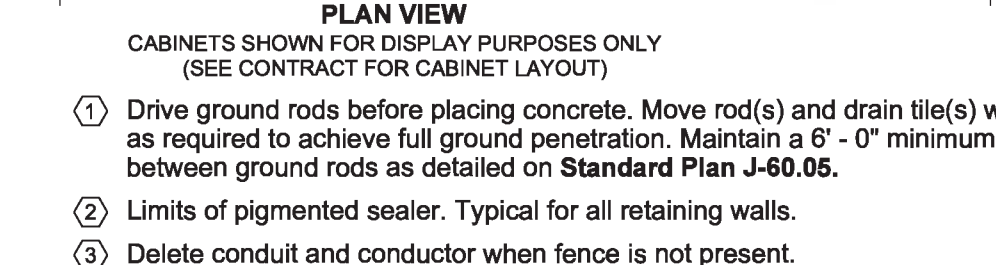 PLAN VIEW
CABINETS SHOWN FOR DISPLAY PURPOSES ONLY
(SEE CONTRACT FOR CABINET LAYOUT)
1 Drive ground rods before placing concrete. Move rod(s) and drain tile(s)
as required to achieve full ground penetration. Maintain a 6' - 0" minimum
between ground rods as detailed on Standard Plan J-60.05.
2 Limits of pigmented sealer. Typical for all retaining walls.
3 Delete conduit and conductor when fence is not present.